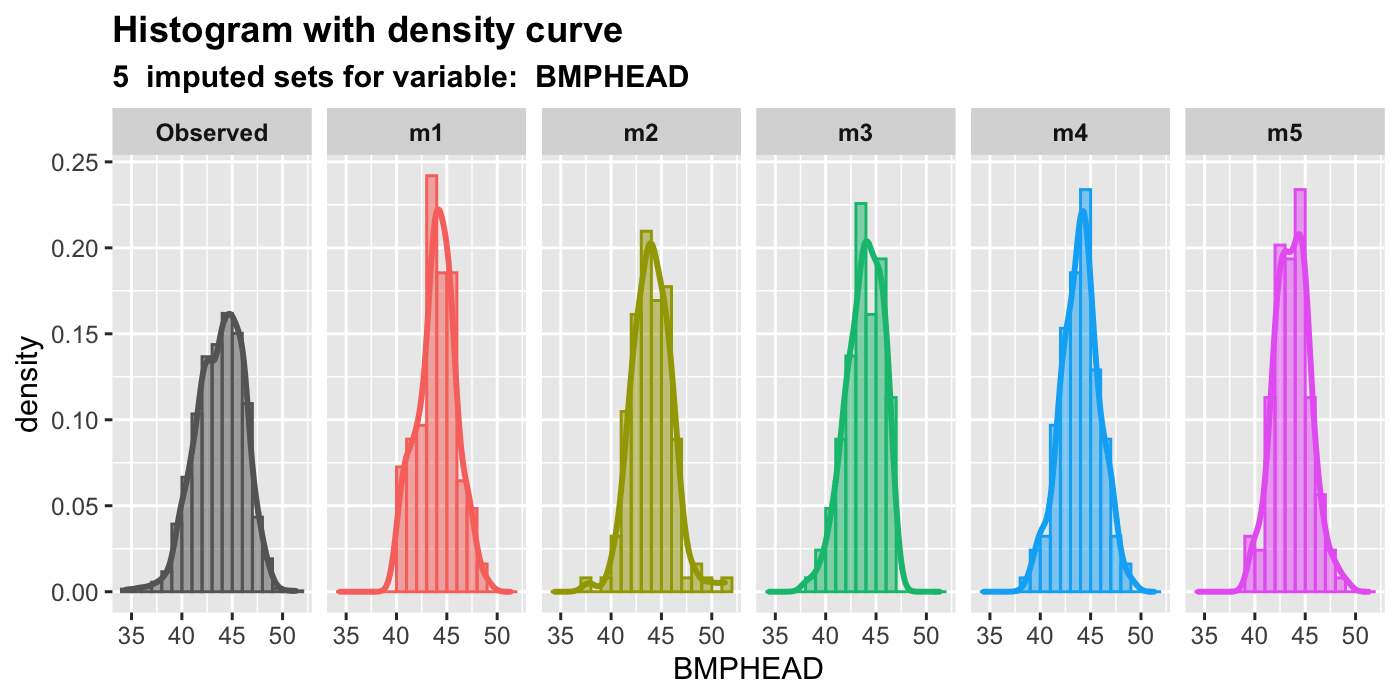 Histogram with density curve
5 imputed sets for variable: BMPHEAD
Observed m1 m2 m3 m4 m5
0.25
0.20
0.15
0.10
0.05
0.00
density
35 40 45 50 35 40 45 50 35 40 45 50 35 40 45 50 35 40 45 50 35 40 45 50
BMPHEAD